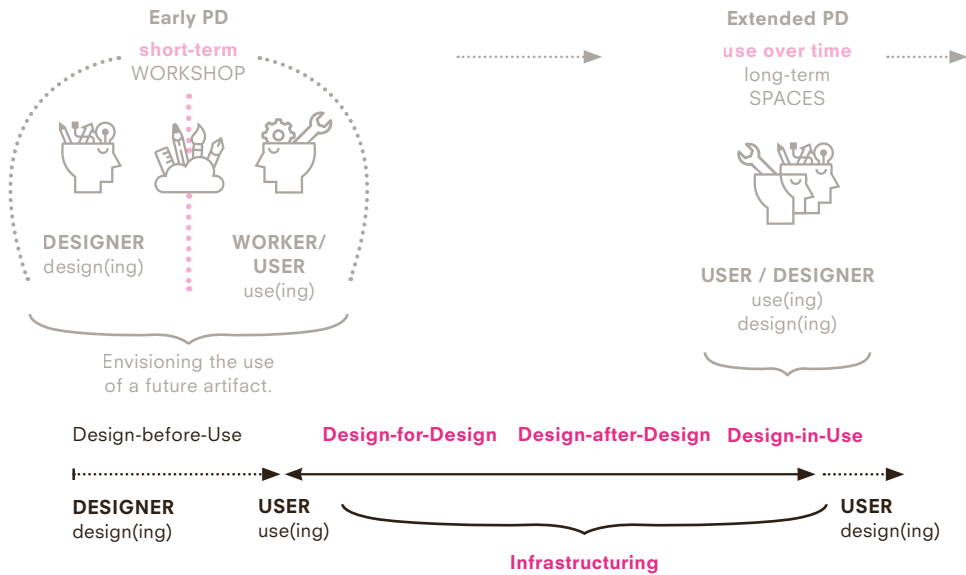 Early PD
short-term
WORKSHOP
DESIGNER
design(ing)
WORKER/
USER
use(ing)
Envisioning the use
of a future artifact.
Extended PD
use over time
long-term
SPACES
USER / DESIGNER
use(ing)
design(ing)
Design-before-Use
Design-for-Design
Design-after-Design
Design-in-Use
DESIGNER
design(ing)
USER
use(ing)
USER
design(ing)
Infrastructuring